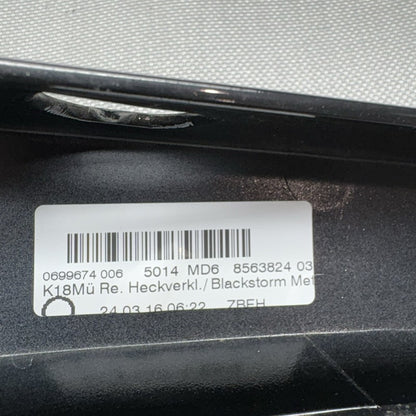 0699674 006 5014 MD6 8563824 03
K18Mü Re. Heckverkl./Blackstorm Met
24.03.16 06:22 ZBEH